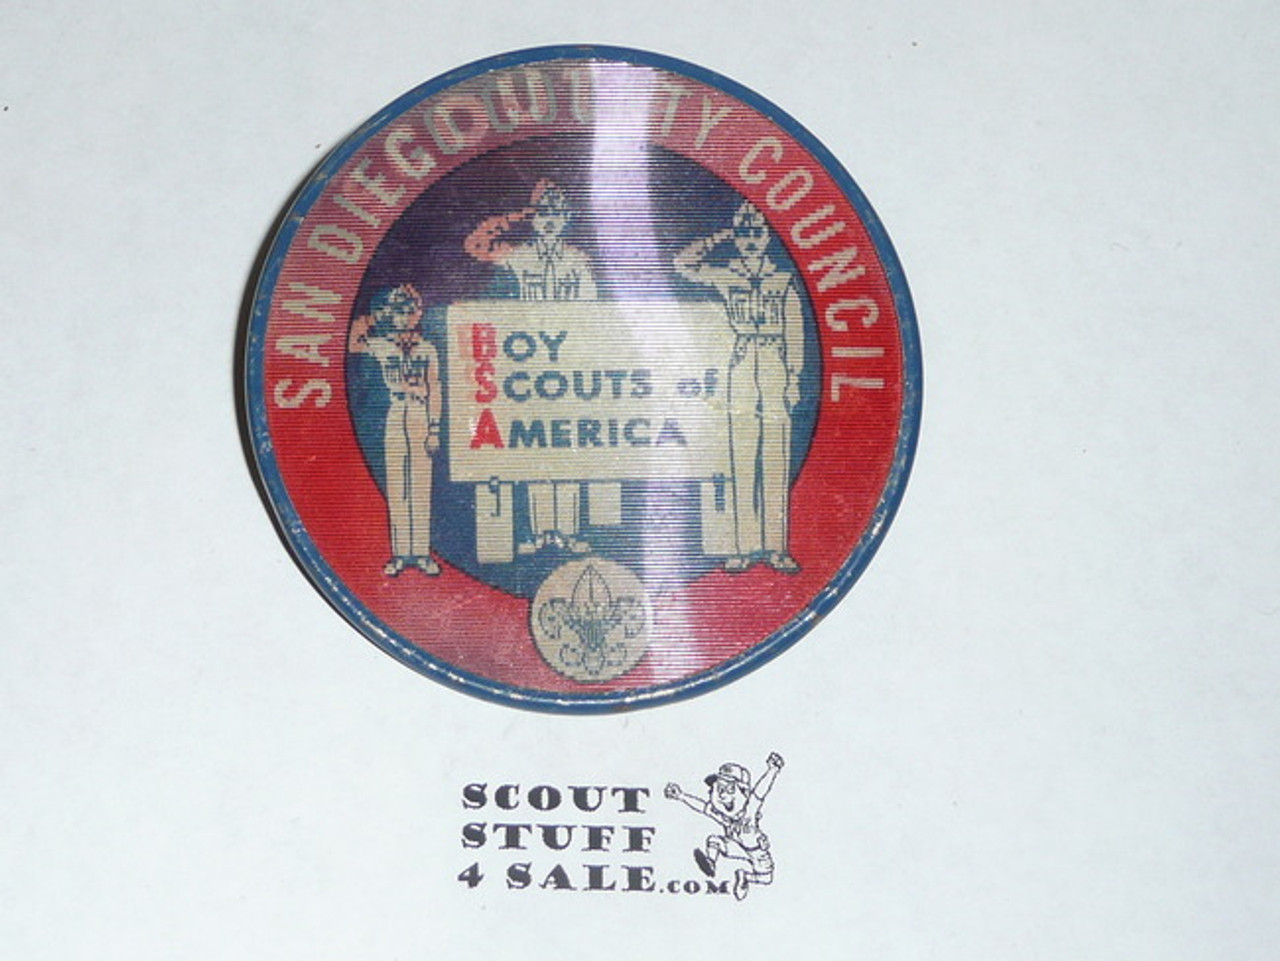 SAN DIEGO COUNTY COUNCIL
BOY
SCOUTS of
AMERICA
SCOUT
STUFF
4 SALE.COM